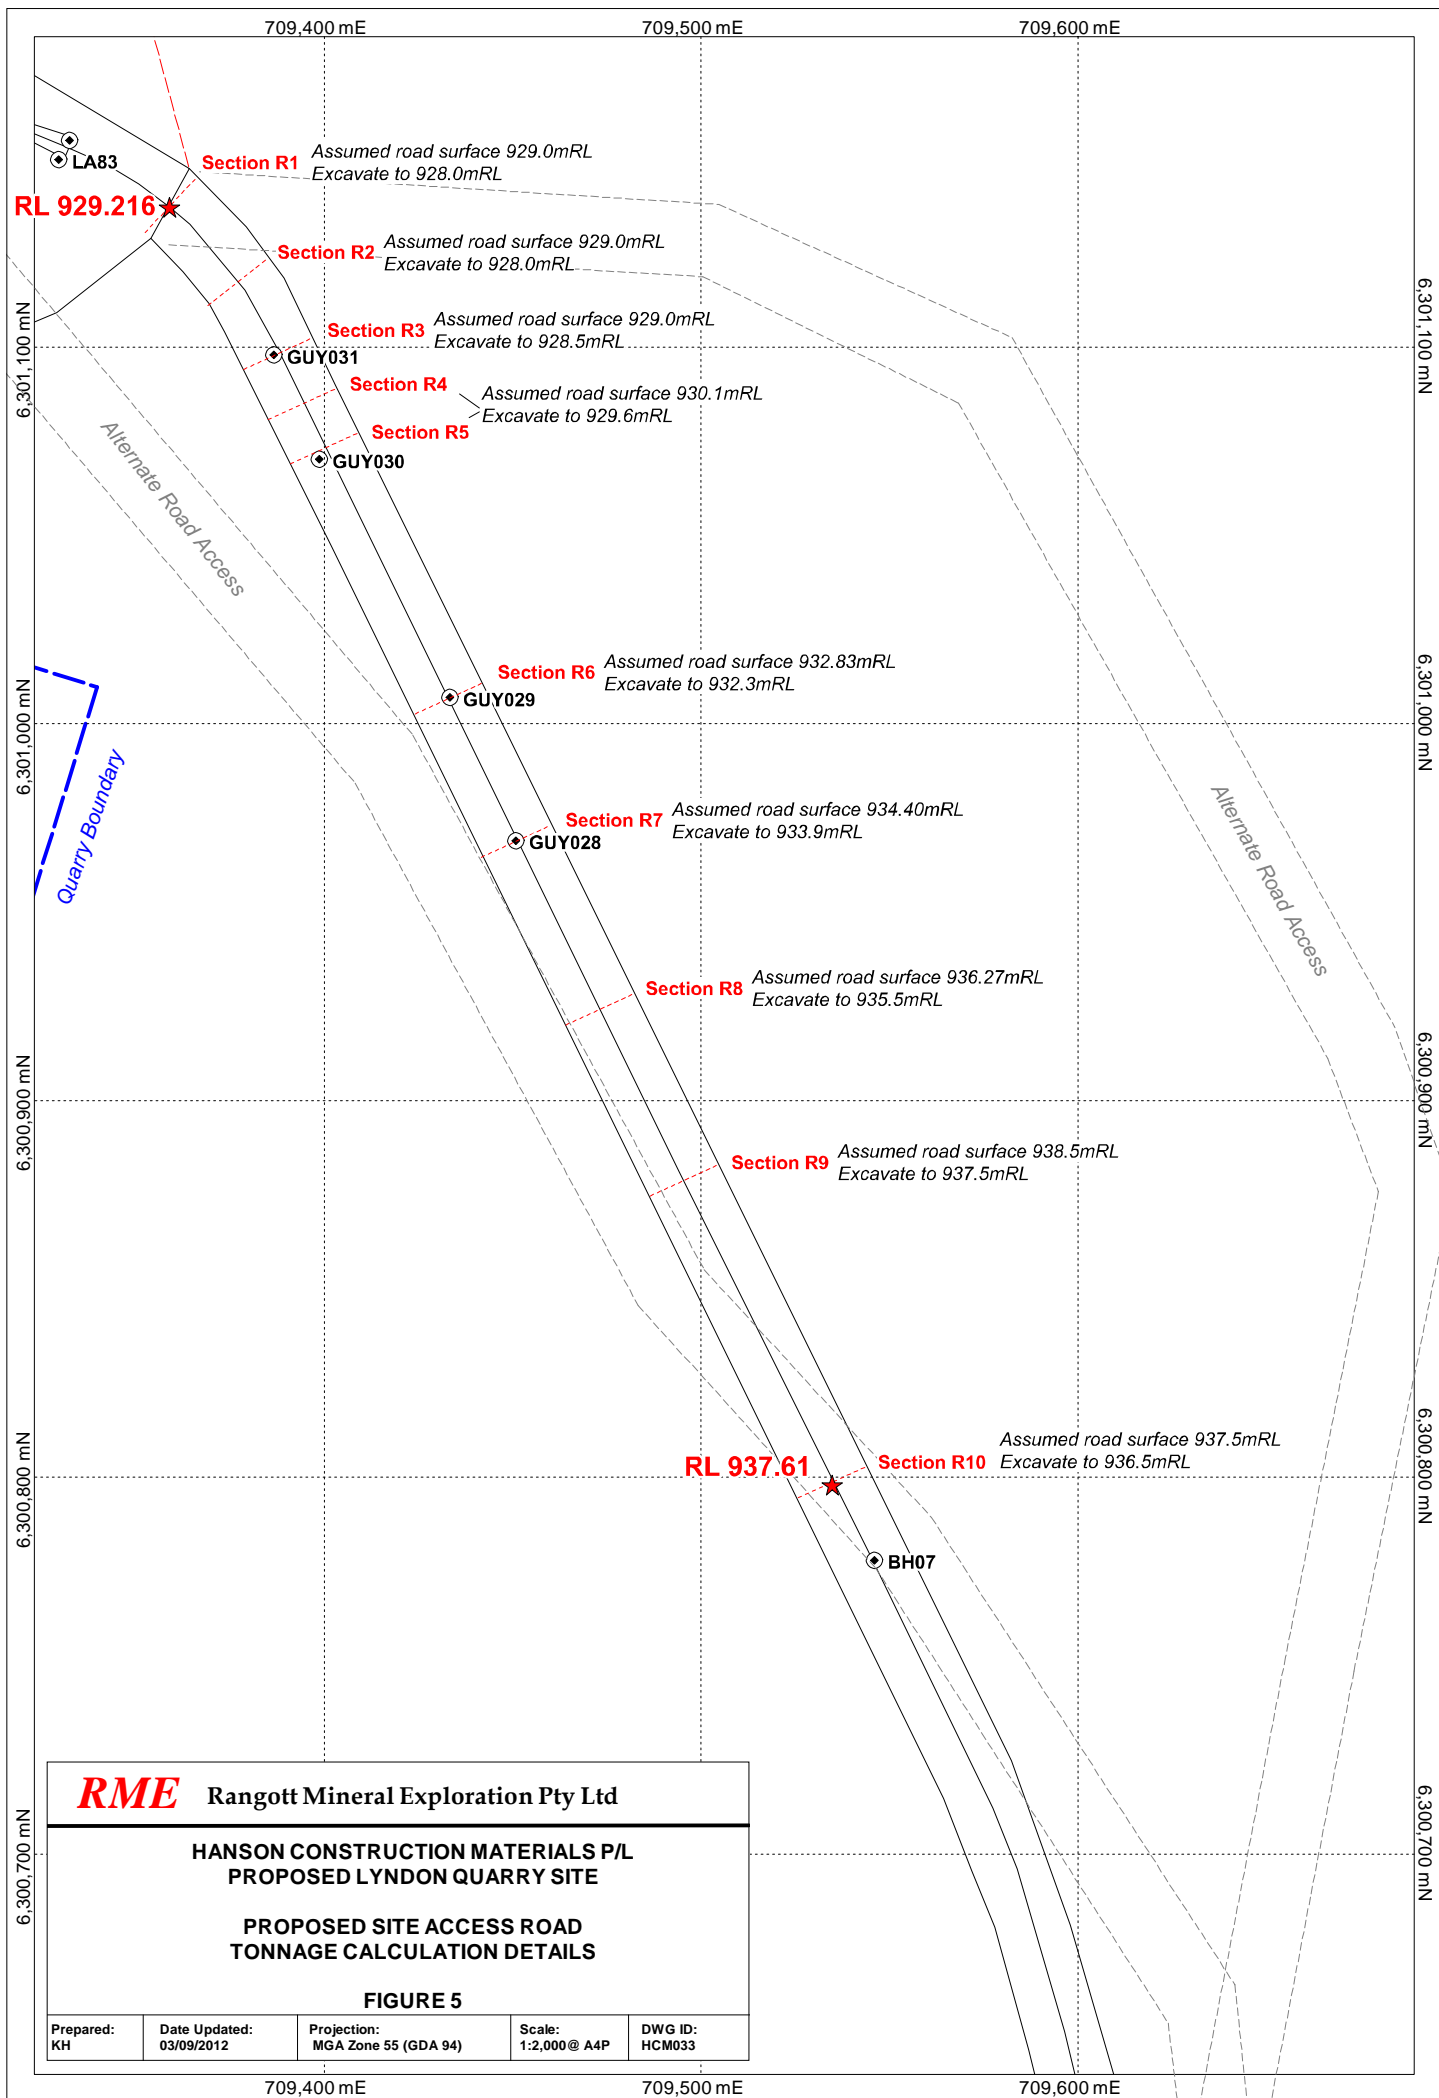 709,400 mE
709,500 mE
709,600 mE
LA83
Section R1
Assumed road surface 929.0mRL
Excavate to 928.0mRL
RL 929.216
Section R2
Assumed road surface 929.0mRL
Excavate to 928.0mRL
Section R3
Assumed road surface 929.0mRL
Excavate to 928.5mRL
GUY031
6,301,100 mN
6,301,100 mN
Section R4
Assumed road surface 930.1mRL
Excavate to 929.6mRL
Section R5
GUY030
Alternate Road Access
Section R6
Assumed road surface 932.83mRL
Excavate to 932.3mRL
GUY029
6,301,000 mN
6,301,000 mN
Quarry Boundary
Section R7
Assumed road surface 934.40mRL
Excavate to 933.9mRL
GUY028
Alternate Road Access
Section R8
Assumed road surface 936.27mRL
Excavate to 935.5mRL
6,300,900 mN
6,300,900 mN
Section R9
Assumed road surface 938.5mRL
Excavate to 937.5mRL
RL 937.61
Section R10
Assumed road surface 937.5mRL
Excavate to 936.5mRL
6,300,800 mN
6,300,800 mN
BH07
6,300,700 mN
6,300,700 mN
RME Rangott Mineral Exploration Pty Ltd
HANSON CONSTRUCTION MATERIALS P/L
PROPOSED LYNDON QUARRY SITE
PROPOSED SITE ACCESS ROAD
TONNAGE CALCULATION DETAILS
FIGURE 5
Prepared:
KH
Date Updated:
03/09/2012
Projection:
MGA Zone 55 (GDA 94)
Scale:
1:2,000 @ A4P
DWG ID:
HCM033
709,400 mE
709,500 mE
709,600 mE